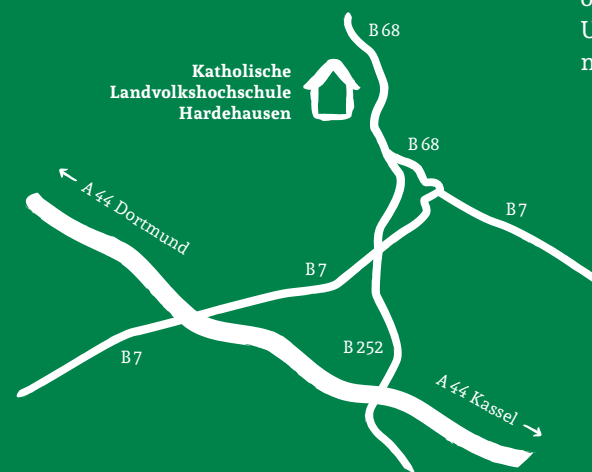 B 68
Katholische
Landvolkshochschule
Hardehausen
B 68
← A 44 Dortmund
B 7
B 7
B 7
B 252
A 44 Kassel →